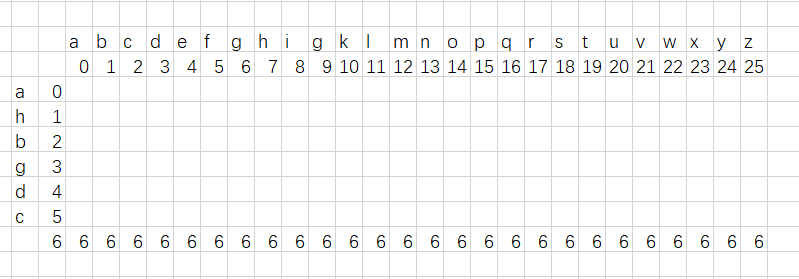 a b c d e f g h i g k l m n o p q r s t u v w x y z
0 1 2 3 4 5 6 7 8 9 10 11 12 13 14 15 16 17 18 19 20 21 22 23 24 25
a 0
h 1
b 2
g 3
d 4
c 5
6 6 6 6 6 6 6 6 6 6 6 6 6 6 6 6 6 6 6 6 6 6 6 6 6 6 6